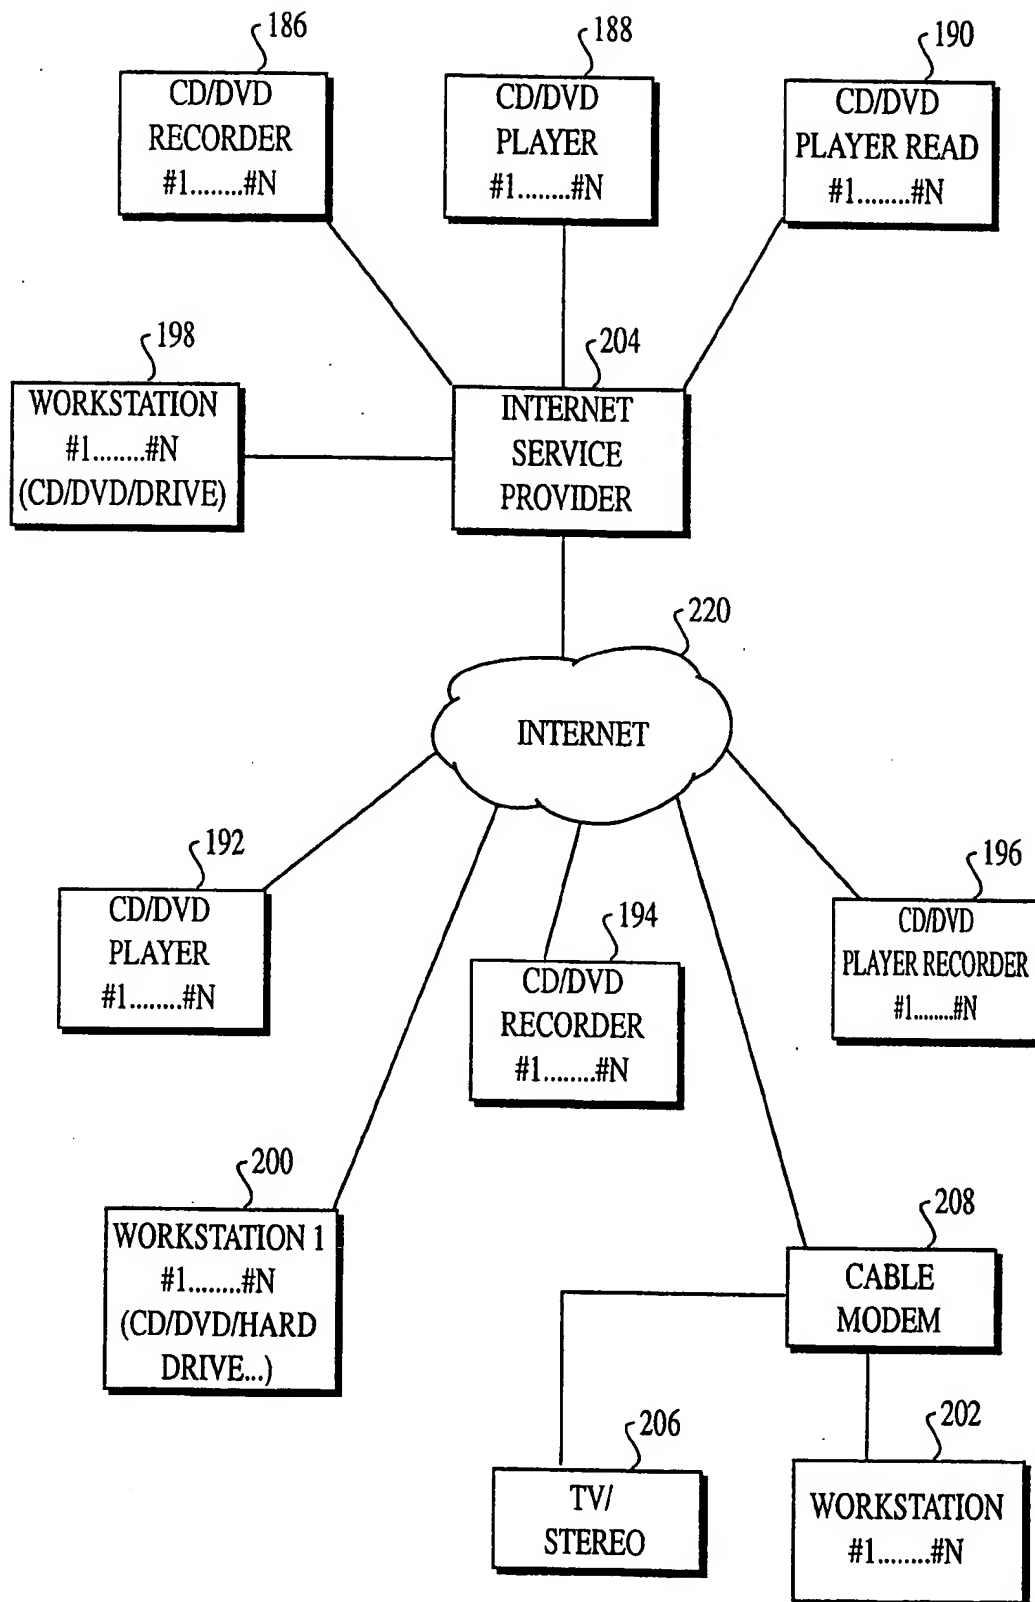 186
188
190
CD/DVD
RECORDER
#1........#N
CD/DVD
PLAYER
#1........#N
CD/DVD
PLAYER READ
#1........#N
198
204
WORKSTATION
#1........#N
(CD/DVD/DRIVE)
INTERNET
SERVICE
PROVIDER
220
INTERNET
192
CD/DVD
PLAYER
#1........#N
194
CD/DVD
RECORDER
#1........#N
196
CD/DVD
PLAYER RECORDER
#1........#N
200
WORKSTATION 1
#1........#N
(CD/DVD/HARD
DRIVE...)
208
CABLE
MODEM
206
TV/
STEREO
202
WORKSTATION
#1........#N